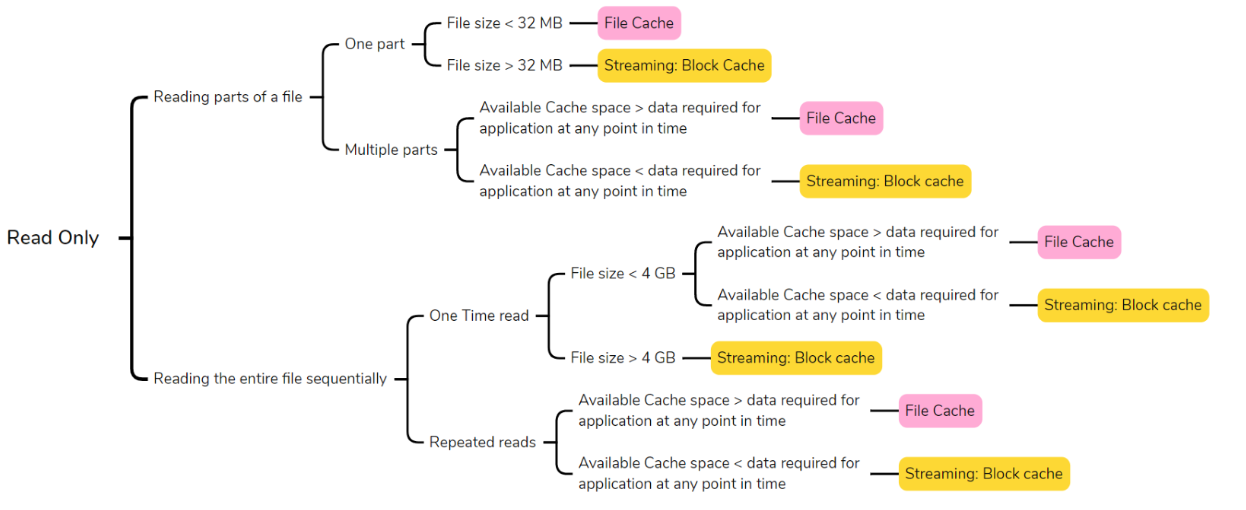 File size < 32 MB
File Cache
One part
File size > 32 MB
Streaming: Block Cache
Reading parts of a file
Available Cache space > data required for
application at any point in time
File Cache
Multiple parts
Available Cache space < data required for
application at any point in time
Streaming: Block cache
Read Only
Available Cache space > data required for
application at any point in time
File Cache
File size < 4 GB
Available Cache space < data required for
application at any point in time
Streaming: Block cache
One Time read
File size > 4 GB
Streaming: Block cache
Reading the entire file sequentially
Available Cache space > data required for
application at any point in time
File Cache
Repeated reads
Available Cache space < data required for
application at any point in time
Streaming: Block cache